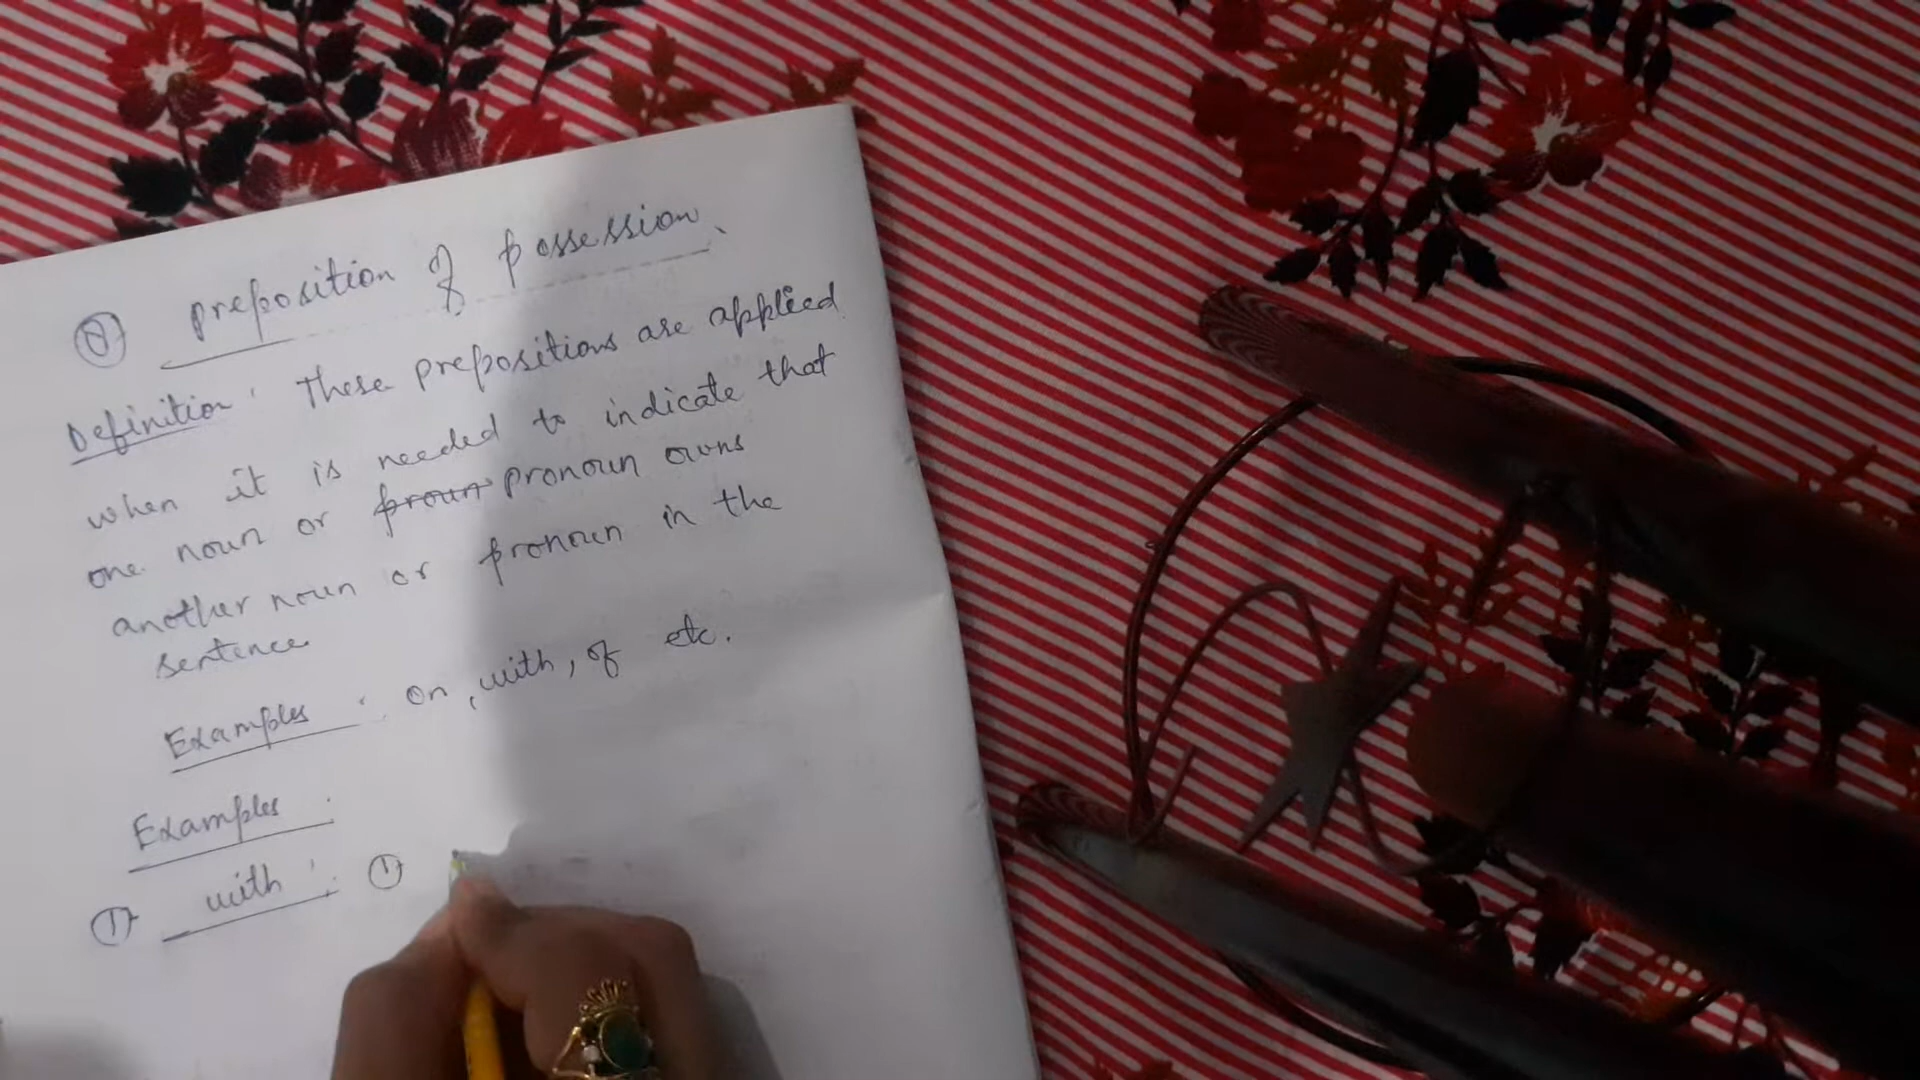 preposition of possession
Definition : These prepositions are applied
when it is needed to indicate that
one noun or proun pronoun owns
another noun or pronoun in the
sentence
Examples : on, with, of etc.
Examples :
① with : ①